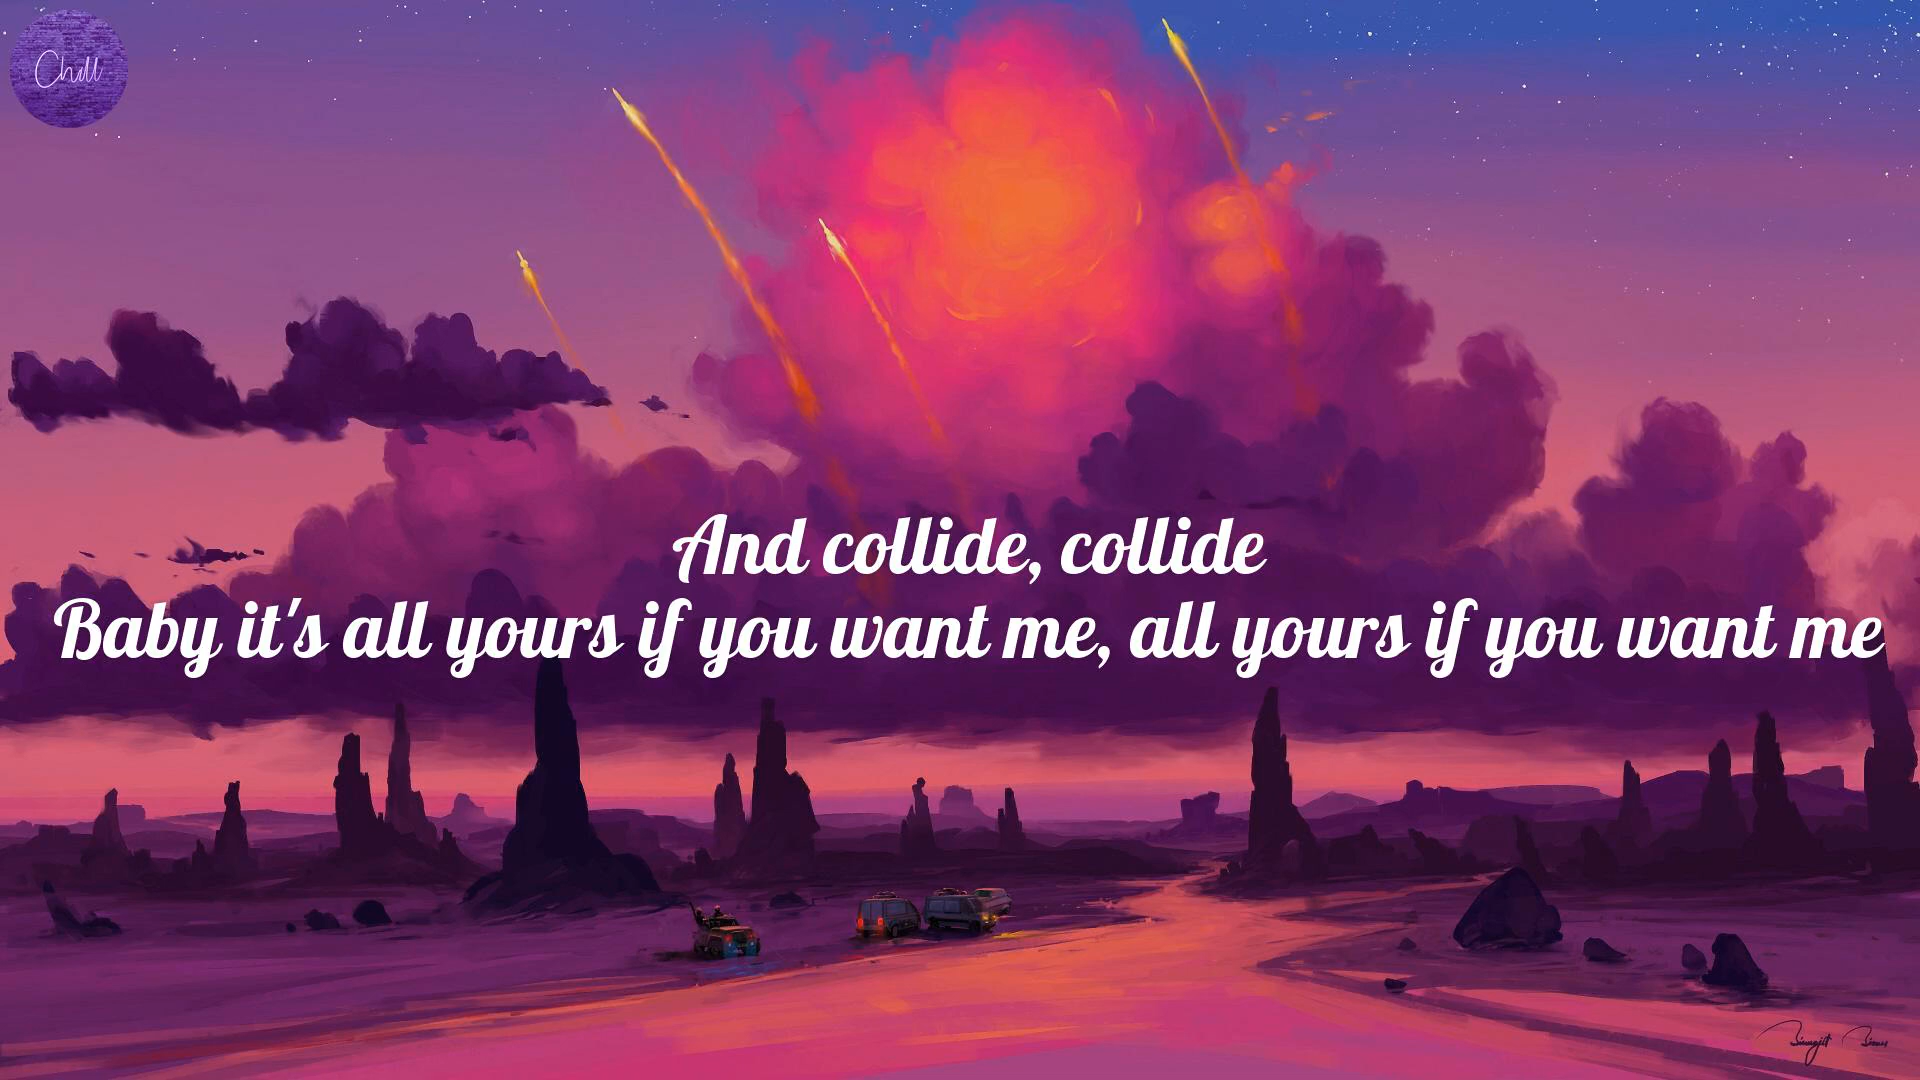 Chill
And collide, collide
Baby it's all yours if you want me, all yours if you want me